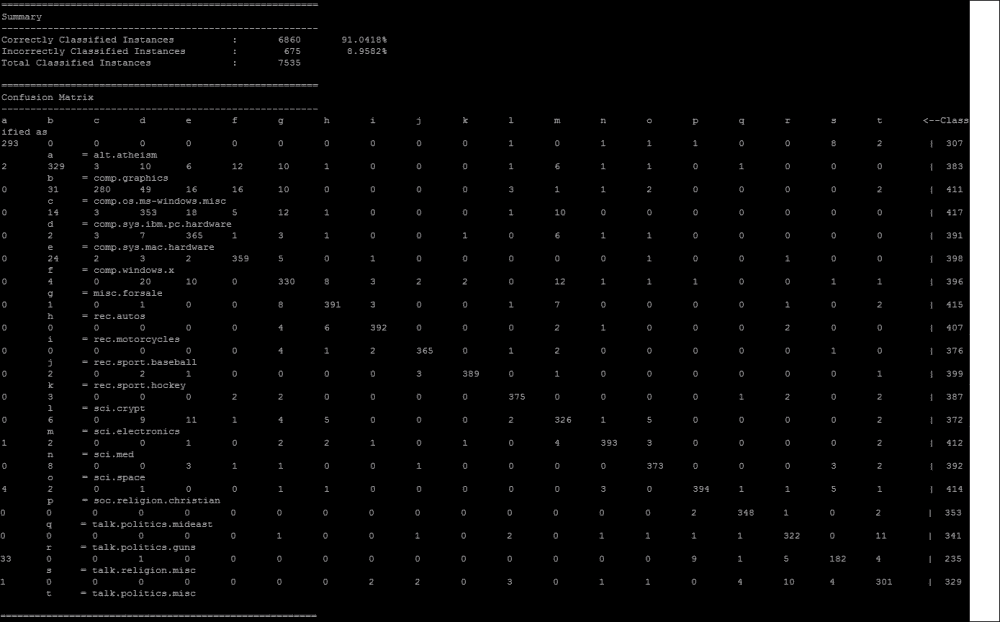 =======================================================
Summary
-------------------------------------------------------
Correctly Classified Instances : 6860 91.0418%
Incorrectly Classified Instances : 675 8.9582%
Total Classified Instances : 7535
=======================================================
Confusion Matrix
-------------------------------------------------------
a b c d e f g h i j k l m n o p q r s t <--Class
ified as
293 0 0 0 0 0 0 0 0 0 0 1 0 1 1 1 0 0 8 2 | 307
a = alt.atheism
2 329 3 10 6 12 10 1 0 0 0 1 6 1 1 0 1 0 0 0 | 383
b = comp.graphics
0 31 280 49 16 16 10 0 0 0 0 3 1 1 2 0 0 0 0 2 | 411
c = comp.os.ms-windows.misc
0 14 3 353 18 5 12 1 0 0 0 1 10 0 0 0 0 0 0 0 | 417
d = comp.sys.ibm.pc.hardware
0 2 3 7 365 1 3 1 0 0 1 0 6 1 1 0 0 0 0 0 | 391
e = comp.sys.mac.hardware
0 24 2 3 2 359 5 0 1 0 0 0 0 0 1 0 0 1 0 0 | 398
f = comp.windows.x
0 4 0 20 10 0 330 8 3 2 2 0 12 1 1 1 0 0 1 1 | 396
g = misc.forsale
0 1 0 1 0 0 8 391 3 0 0 1 7 0 0 0 0 1 0 2 | 415
h = rec.autos
0 0 0 0 0 0 4 6 392 0 0 0 2 1 0 0 0 2 0 0 | 407
i = rec.motorcycles
0 0 0 0 0 0 4 1 2 365 0 1 2 0 0 0 0 0 1 0 | 376
j = rec.sport.baseball
0 2 0 2 1 0 0 0 0 3 389 0 1 0 0 0 0 0 0 1 | 399
k = rec.sport.hockey
0 3 0 0 0 2 2 0 0 0 0 375 0 0 0 0 1 2 0 2 | 387
l = sci.crypt
0 6 0 9 11 1 4 5 0 0 0 2 326 1 5 0 0 0 0 2 | 372
m = sci.electronics
1 2 0 0 1 0 2 2 1 0 1 0 4 393 3 0 0 0 0 2 | 412
n = sci.med
0 8 0 0 3 1 1 0 0 1 0 0 0 0 373 0 0 0 3 2 | 392
o = sci.space
4 2 0 1 0 0 1 1 0 0 0 0 0 3 0 394 1 1 5 1 | 414
p = soc.religion.christian
0 0 0 0 0 0 0 0 0 0 0 0 0 0 0 2 348 1 0 2 | 353
q = talk.politics.mideast
0 0 0 0 0 0 1 0 0 1 0 2 0 1 1 1 1 322 0 11 | 341
r = talk.politics.guns
33 0 0 1 0 0 0 0 0 0 0 0 0 0 0 9 1 5 182 4 | 235
s = talk.religion.misc
1 0 0 0 0 0 0 0 2 2 0 3 0 1 1 0 4 10 4 301 | 329
t = talk.politics.misc
=======================================================